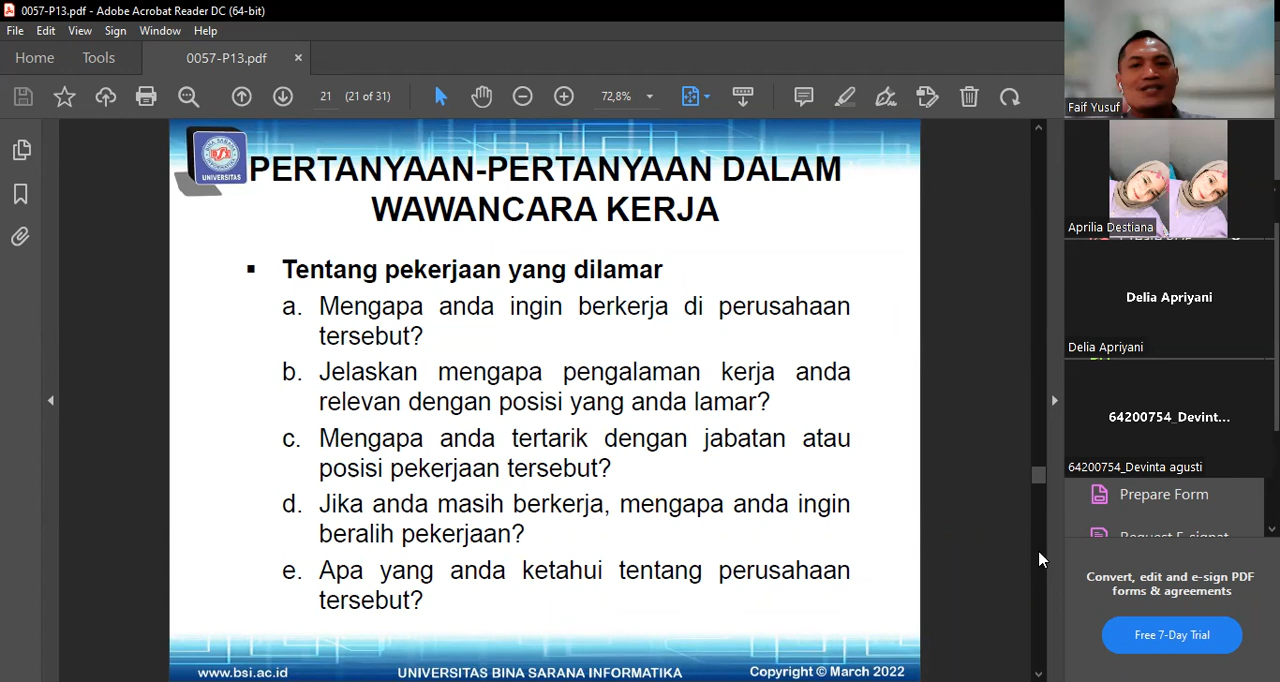 0057-P13.pdf - Adobe Acrobat Reader DC (64-bit)
File Edit View Sign Window Help
Home Tools 0057-P13.pdf ×
21 (21 of 31) 72,8%
UNIVERSITAS
PERTANYAAN-PERTANYAAN DALAM
WAWANCARA KERJA
▪ Tentang pekerjaan yang dilamar
a. Mengapa anda ingin berkerja di perusahaan
tersebut?
b. Jelaskan mengapa pengalaman kerja anda
relevan dengan posisi yang anda lamar?
c. Mengapa anda tertarik dengan jabatan atau
posisi pekerjaan tersebut?
d. Jika anda masih berkerja, mengapa anda ingin
beralih pekerjaan?
e. Apa yang anda ketahui tentang perusahaan
tersebut?
www.bsi.ac.id UNIVERSITAS BINA SARANA INFORMATIKA Copyright © March 2022
Faif Yusuf
Aprilia Destiana
Delia Apriyani
Delia Apriyani
64200754_Devint...
64200754_Devinta agusti
Prepare Form
Convert, edit and e-sign PDF
forms & agreements
Free 7-Day Trial